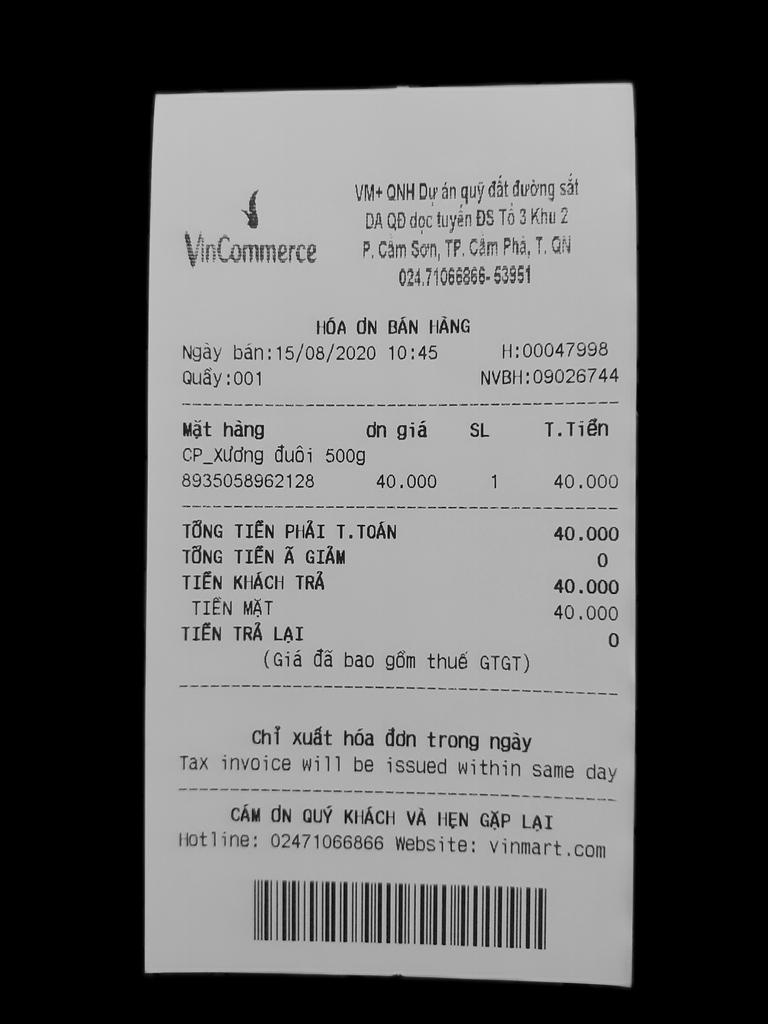 VinCommerce
VM+ QNH Dự án quỹ đất đường sắt
DA QĐ dọc tuyến ĐS Tổ 3 Khu 2
P. Cẩm Sơn, TP. Cẩm Phả, T. QN
024.71066866-53951
HÓA ƠN BÁN HÀNG
Ngày bán:15/08/2020 10:45 H:00047998
Quầy:001 NVBH:09026744
Mặt hàng ơn giá SL T.Tiền
CP_Xương đuôi 500g
8935058962128 40.000 1 40.000
TỔNG TIỀN PHẢI T.TOÁN 40.000
TỔNG TIỀN Ã GIẢM 0
TIỀN KHÁCH TRẢ 40.000
TIỀN MẶT 40.000
TIỀN TRẢ LẠI 0
(Giá đã bao gồm thuế GTGT)
Chỉ xuất hóa đơn trong ngày
Tax invoice will be issued within same day
CÁM ƠN QUÝ KHÁCH VÀ HẸN GẶP LẠI
Hotline: 02471066866 Website: vinmart.com